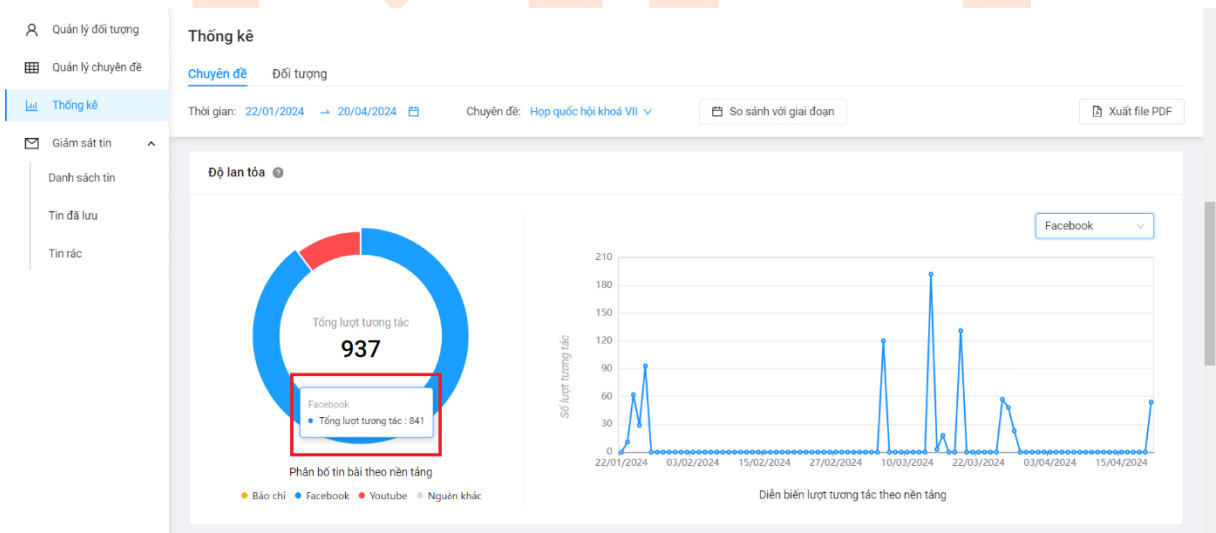 Quản lý đối tượng
Quản lý chuyên đề
Thống kê
Giám sát tin
Danh sách tin
Tin đã lưu
Tin rác
Thống kê
Chuyên đề Đối tượng
Thời gian: 22/01/2024 → 20/04/2024 Chuyên đề: Họp quốc hội khoá VII So sánh với giai đoạn Xuất file PDF
Độ lan tỏa
Tổng lượt tương tác
937
Facebook
Tổng lượt tương tác : 841
Phân bố tin bài theo nền tảng
Báo chí Facebook Youtube Nguồn khác
Facebook
Số lượt tương tác
210
180
150
120
90
60
30
0
22/01/2024 03/02/2024 15/02/2024 27/02/2024 10/03/2024 22/03/2024 03/04/2024 15/04/2024
Diễn biến lượt tương tác theo nền tảng